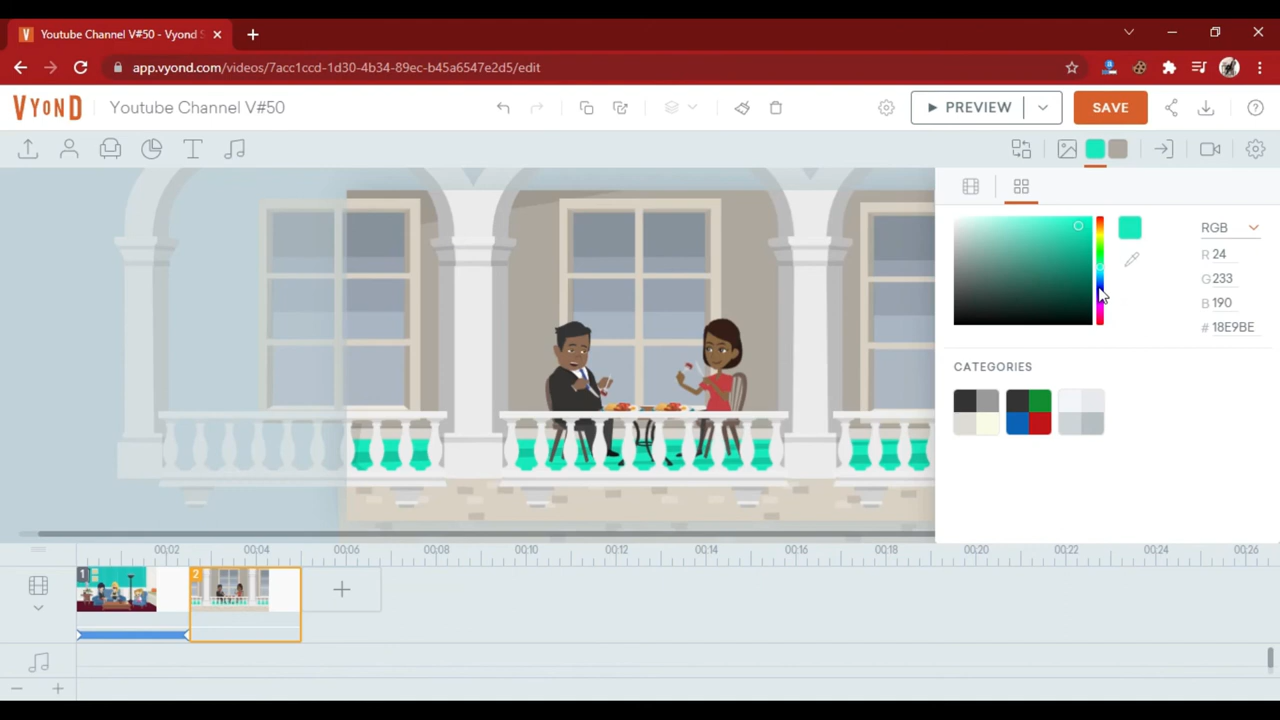 V Youtube Channel V#50 - Vyond S
app.vyond.com/videos/7acc1ccd-1d30-4b34-89ec-b45a6547e2d5/edit
VYOND Youtube Channel V#50 PREVIEW SAVE
RGB
R 24
G 233
B 190
# 18E9BE
CATEGORIES
00:02 00:04 00:06 00:08 00:10 00:12 00:14 00:16 00:18 00:20 00:22 00:24 00:26
1 2